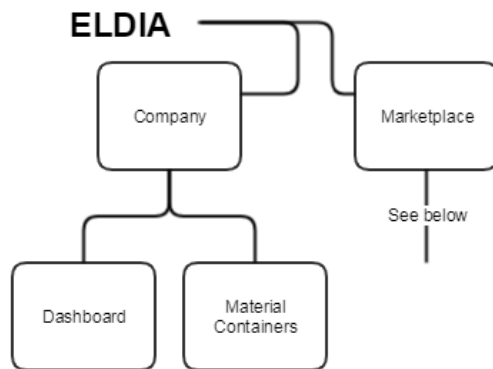 ELDIA
Company
Marketplace
See below
Dashboard
Material
Containers